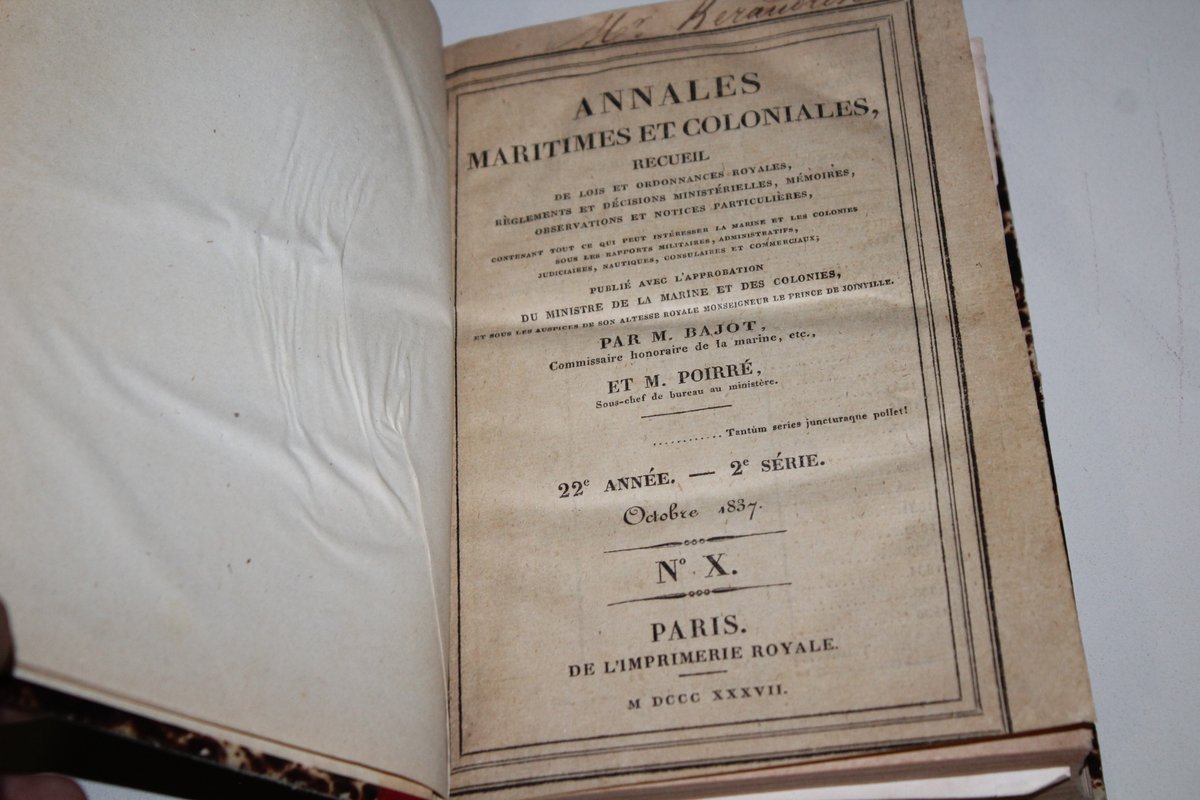 Mr Keraudren
ANNALES
MARITIMES ET COLONIALES,
RECUEIL
DE LOIS ET ORDONNANCES ROYALES,
RÈGLEMENTS ET DÉCISIONS MINISTÉRIELLES, MÉMOIRES,
OBSERVATIONS ET NOTICES PARTICULIÈRES,
CONTENANT TOUT CE QUI PEUT INTÉRESSER LA MARINE ET LES COLONIES
SOUS LES RAPPORTS MILITAIRES, ADMINISTRATIFS,
JUDICIAIRES, NAUTIQUES, CONSULAIRES ET COMMERCIAUX;
PUBLIÉ AVEC L'APPROBATION
DU MINISTRE DE LA MARINE ET DES COLONIES,
ET SOUS LES AUSPICES DE SON ALTESSE ROYALE MONSEIGNEUR LE PRINCE DE JOINVILLE.
PAR M. BAJOT,
Commissaire honoraire de la marine, etc.,
ET M. POIRRÉ,
Sous-chef de bureau au ministère.
............ Tantùm series juncturaque pollet!
22e ANNÉE. — 2e SÉRIE.
Octobre 1837.
No X.
PARIS.
DE L'IMPRIMERIE ROYALE.
M DCCC XXXVII.